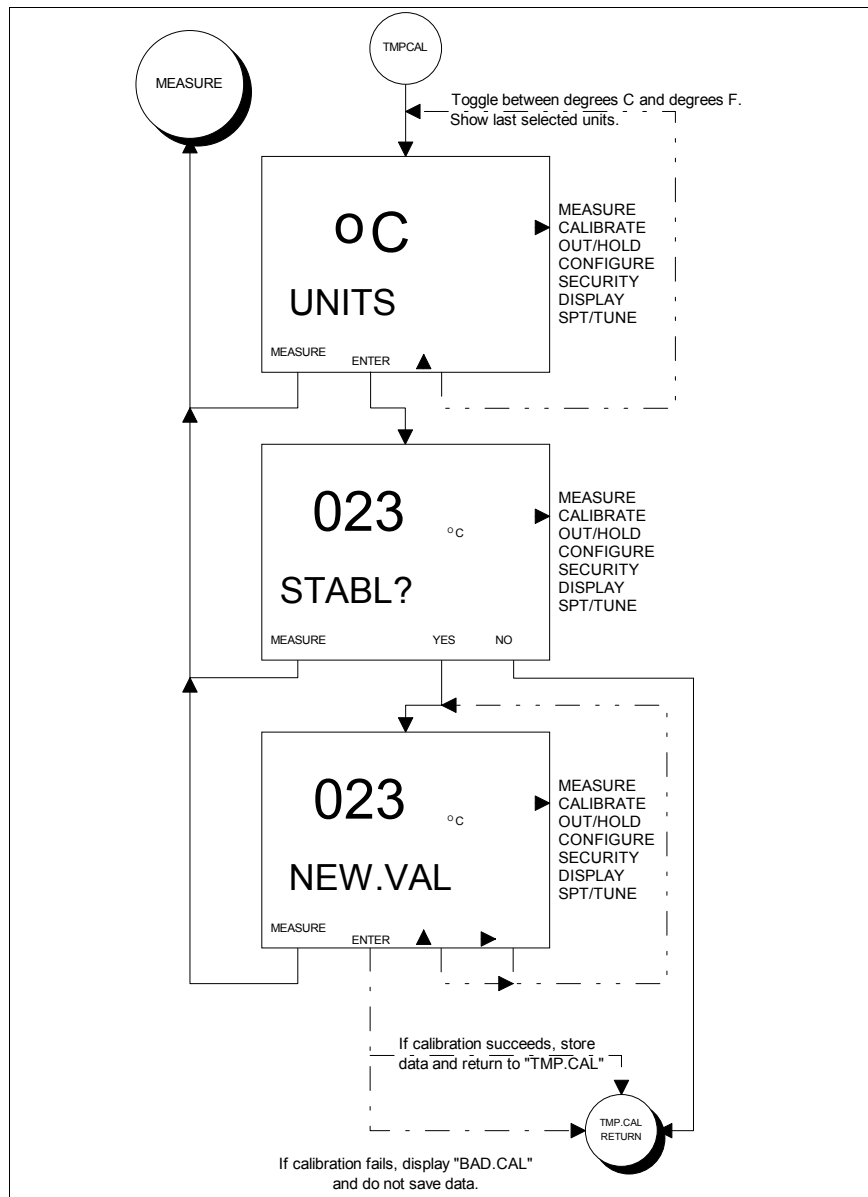 MEASURE
TMPCAL
Toggle between degrees C and degrees F.
Show last selected units.
ºC
UNITS
MEASURE
ENTER
MEASURE
CALIBRATE
OUT/HOLD
CONFIGURE
SECURITY
DISPLAY
SPT/TUNE
023
ºC
STABL?
MEASURE
YES
NO
MEASURE
CALIBRATE
OUT/HOLD
CONFIGURE
SECURITY
DISPLAY
SPT/TUNE
023
ºC
NEW.VAL
MEASURE
ENTER
MEASURE
CALIBRATE
OUT/HOLD
CONFIGURE
SECURITY
DISPLAY
SPT/TUNE
If calibration succeeds, store
data and return to "TMP.CAL"
TMP.CAL
RETURN
If calibration fails, display "BAD.CAL"
and do not save data.